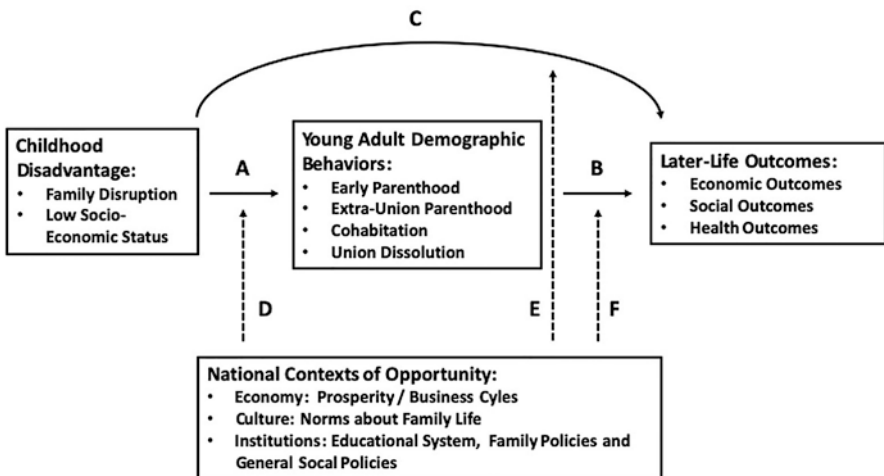 C
Childhood
Disadvantage:
• Family Disruption
• Low Socio-
Economic Status
A
Young Adult Demographic
Behaviors:
• Early Parenthood
• Extra-Union Parenthood
• Cohabitation
• Union Dissolution
B
Later-Life Outcomes:
• Economic Outcomes
• Social Outcomes
• Health Outcomes
D
E
F
National Contexts of Opportunity:
• Economy: Prosperity / Business Cyles
• Culture: Norms about Family Life
• Institutions: Educational System, Family Policies and
General Socal Policies